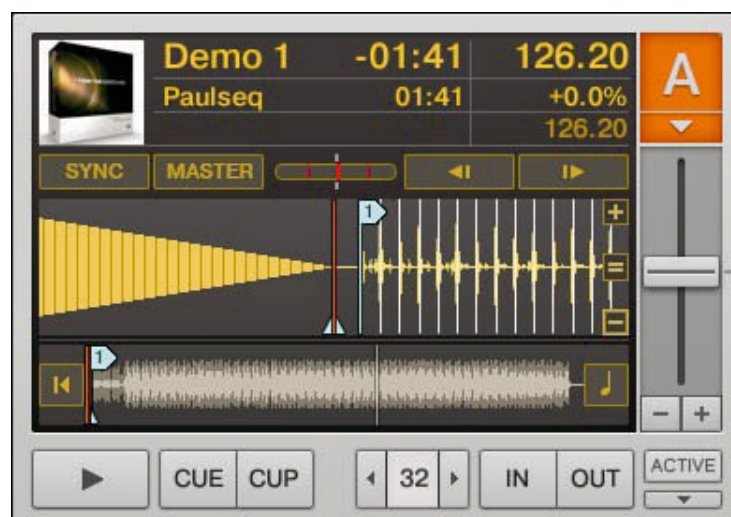 Demo 1 -01:41 126.20
A
Paulseq 01:41 +0.0%
126.20
SYNC MASTER
1
1
CUE CUP 32 IN OUT
ACTIVE